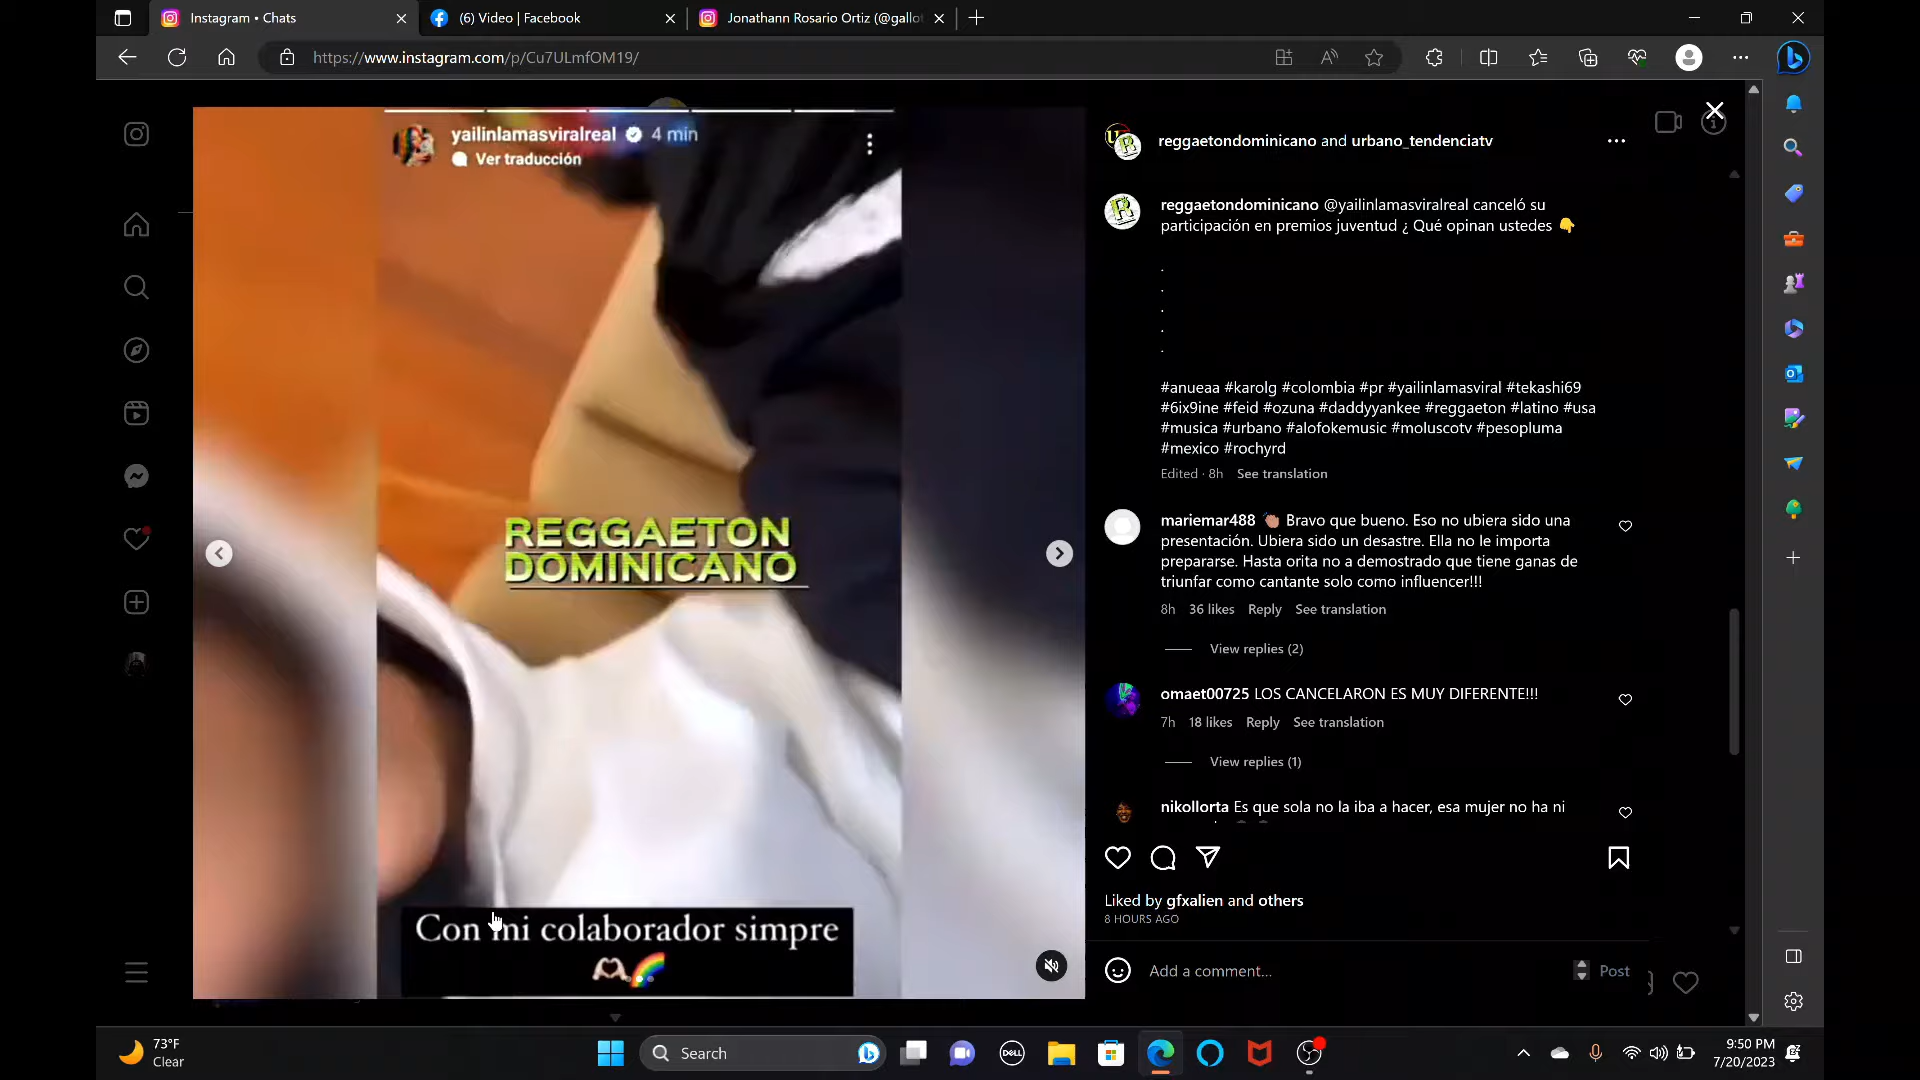 Instagram • Chats
(6) Video | Facebook
Jonathann Rosario Ortiz (@gallo
https://www.instagram.com/p/Cu7ULmfOM19/
yailinlamasviralreal 4 min
Ver traducción
REGGAETON
DOMINICANO
Con mi colaborador simpre
🫶🏻🌈
reggaetondominicano and urbano_tendenciatv
reggaetondominicano @yailinlamasviralreal canceló su
participación en premios juventud ¿ Qué opinan ustedes 👇
.
.
.
.
.
#anueaa #karolg #colombia #pr #yailinlamasviral #tekashi69
#6ix9ine #feid #ozuna #daddyyankee #reggaeton #latino #usa
#musica #urbano #alofokemusic #moluscotv #pesopluma
#mexico #rochyrd
Edited · 8h See translation
mariemar488 👏🏽 Bravo que bueno. Eso no ubiera sido una
presentación. Ubiera sido un desastre. Ella no le importa
prepararse. Hasta orita no a demostrado que tiene ganas de
triunfar como cantante solo como influencer!!!
8h 36 likes Reply See translation
View replies (2)
omaet00725 LOS CANCELARON ES MUY DIFERENTE!!!
7h 18 likes Reply See translation
View replies (1)
nikollorta Es que sola no la iba a hacer, esa mujer no ha ni
Liked by gfxalien and others
8 HOURS AGO
Add a comment...
Post
73°F
Clear
Search
DELL
9:50 PM
7/20/2023